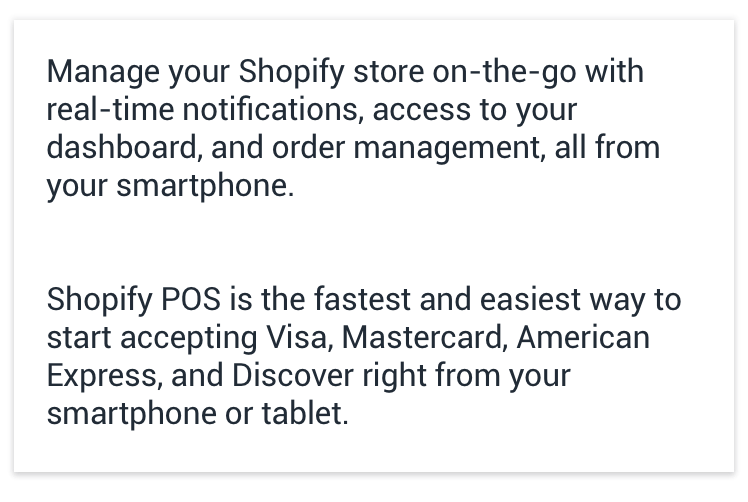 Manage your Shopify store on-the-go with
real-time notifications, access to your
dashboard, and order management, all from
your smartphone.
Shopify POS is the fastest and easiest way to
start accepting Visa, Mastercard, American
Express, and Discover right from your
smartphone or tablet.